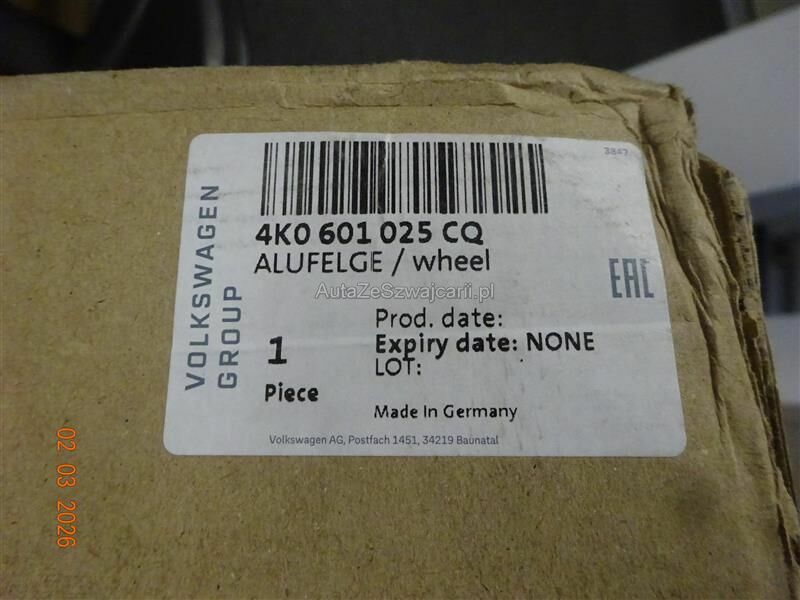 3847
4K0 601 025 CQ
ALUFELGE / wheel
AutaZeSzwajcarii.pl
EAC
VOLKSWAGEN
GROUP
Prod. date:
1
Expiry date: NONE
LOT:
Piece
Made In Germany
Volkswagen AG, Postfach 1451, 34219 Baunatal
02 03 2026